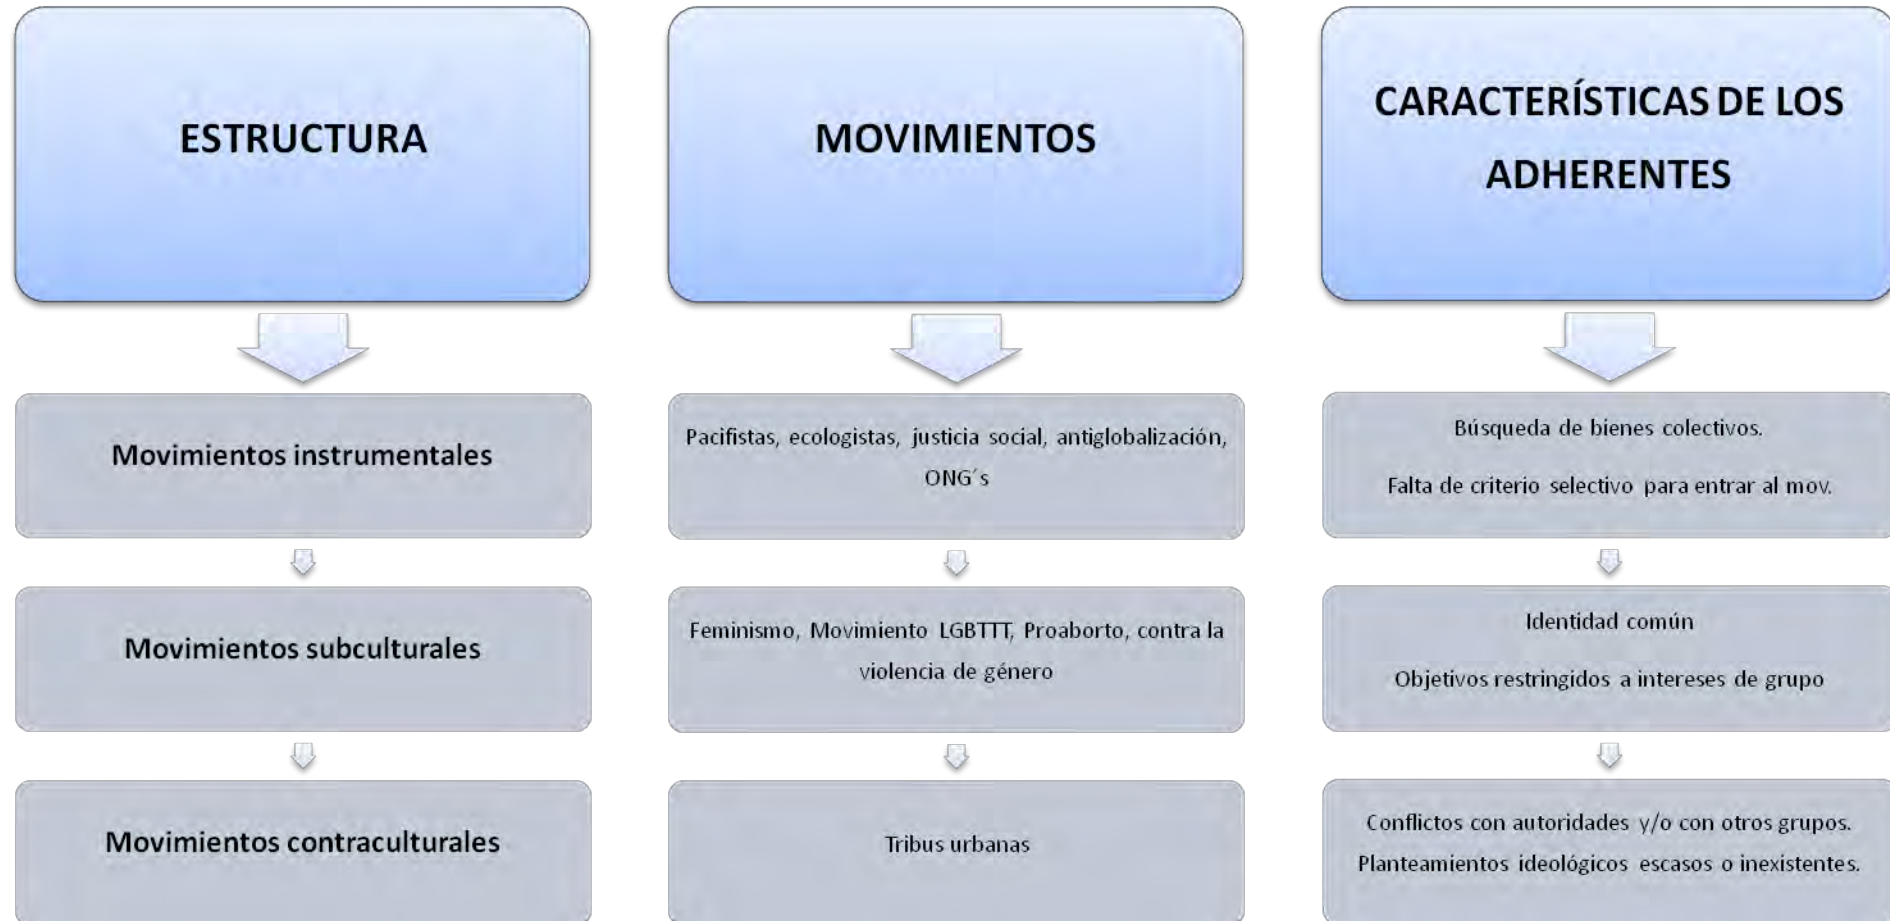 ESTRUCTURA
Movimientos instrumentales
Movimientos subculturales
Movimientos contraculturales
MOVIMIENTOS
Pacifistas, ecologistas, justicia social, antiglobalización,
ONG´s
Feminismo, Movimiento LGBTTT, Proaborto, contra la
violencia de género
Tribus urbanas
CARACTERÍSTICAS DE LOS
ADHERENTES
Búsqueda de bienes colectivos.
Falta de criterio selectivo para entrar al mov.
Identidad común
Objetivos restringidos a intereses de grupo
Conflictos con autoridades y/o con otros grupos.
Planteamientos ideológicos escasos o inexistentes.